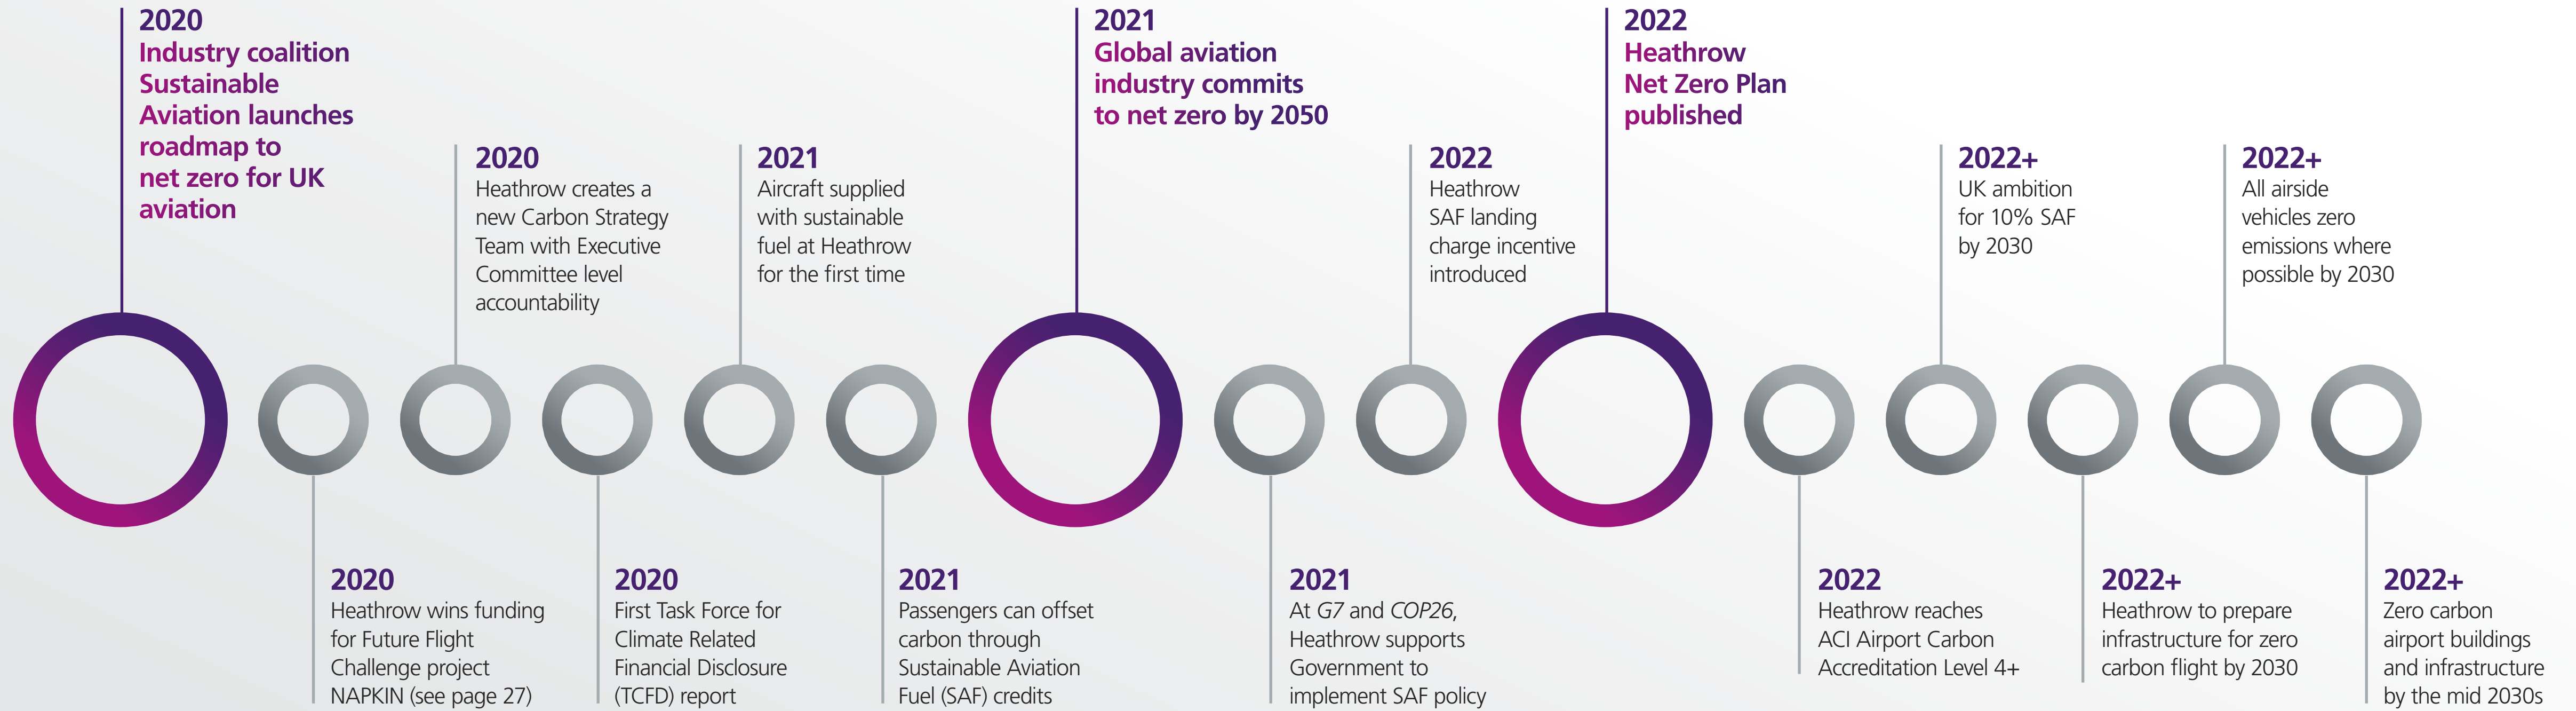 2020
Industry coalition
Sustainable
Aviation launches
roadmap to
net zero for UK
aviation
2020
Heathrow wins funding
for Future Flight
Challenge project
NAPKIN (see page 27)
2020
Heathrow creates a
new Carbon Strategy
Team with Executive
Committee level
accountability
2020
First Task Force for
Climate Related
Financial Disclosure
(TCFD) report
2021
Aircraft supplied
with sustainable
fuel at Heathrow
for the first time
2021
Passengers can offset
carbon through
Sustainable Aviation
Fuel (SAF) credits
2021
Global aviation
industry commits
to net zero by 2050
2021
At G7 and COP26,
Heathrow supports
Government to
implement SAF policy
2022
Heathrow
SAF landing
charge incentive
introduced
2022
Heathrow
Net Zero Plan
published
2022
Heathrow reaches
ACI Airport Carbon
Accreditation Level 4+
2022+
UK ambition
for 10% SAF
by 2030
2022+
Heathrow to prepare
infrastructure for zero
carbon flight by 2030
2022+
All airside
vehicles zero
emissions where
possible by 2030
2022+
Zero carbon
airport buildings
and infrastructure
by the mid 2030s